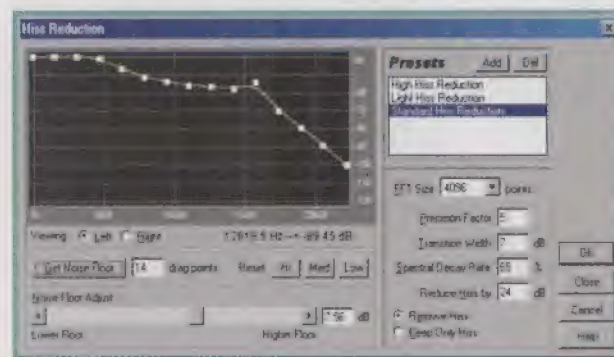 Hiss Reduction
Presets
Add
Del
High Hiss Reduction
Light Hiss Reduction
Standard Hiss Reduction
FFT Size 4096 points
Viewing: Left Right
Precision Factor 5
Transition Width 7 dB
Get Noise Floor 14 drag points Reset: Hi Med Low
Spectral Decay Rate %
Reduce Hiss by 24 dB
Noise Floor Adjust
dB
Lower Floor Higher Floor
Remove Hiss
Keep Only Hiss
OK
Close
Cancel
Help